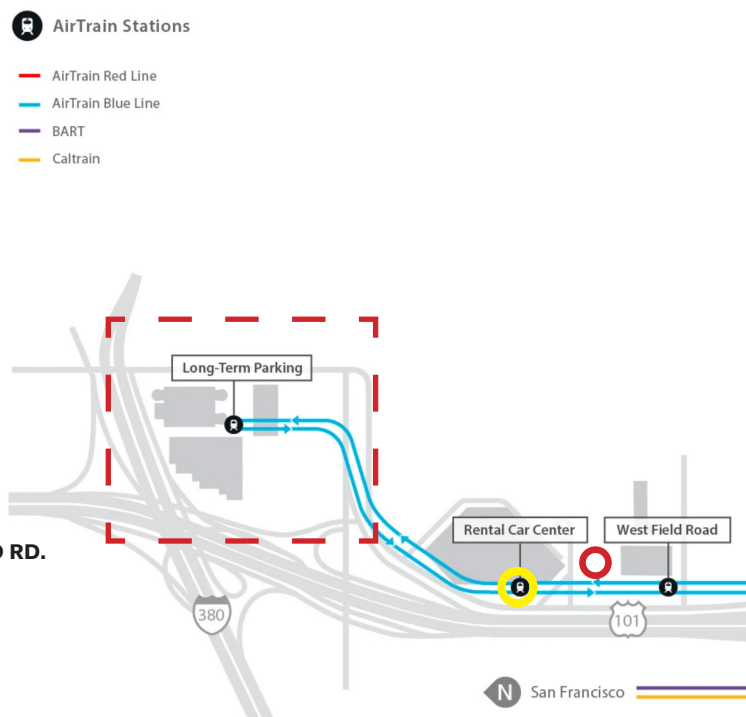 AirTrain Stations
AirTrain Red Line
AirTrain Blue Line
BART
Caltrain
Long-Term Parking
Rental Car Center
West Field Road
RD.
380
101
N
San Francisco